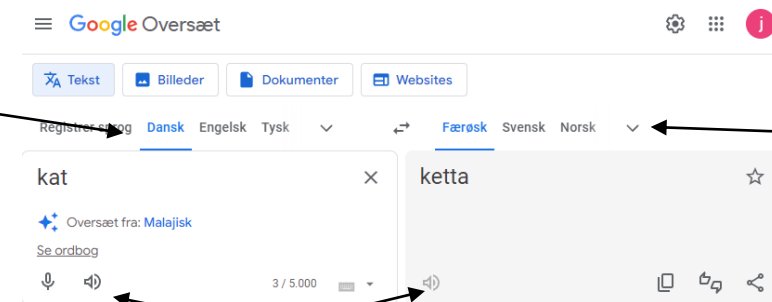 Google Oversæt
j
Tekst Billeder Dokumenter Websites
Registrer sprog Dansk Engelsk Tysk Færøsk Svensk Norsk
kat ketta
Oversæt fra: Malajisk
Se ordbog
3 / 5.000